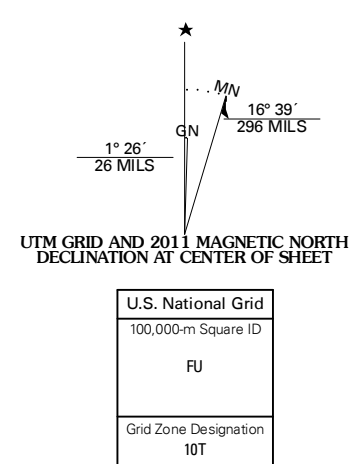 ★
MN
GN
16° 39´
296 MILS
1° 26´
26 MILS
UTM GRID AND 2011 MAGNETIC NORTH
DECLINATION AT CENTER OF SHEET
U.S. National Grid
100,000-m Square ID
FU
Grid Zone Designation
10T